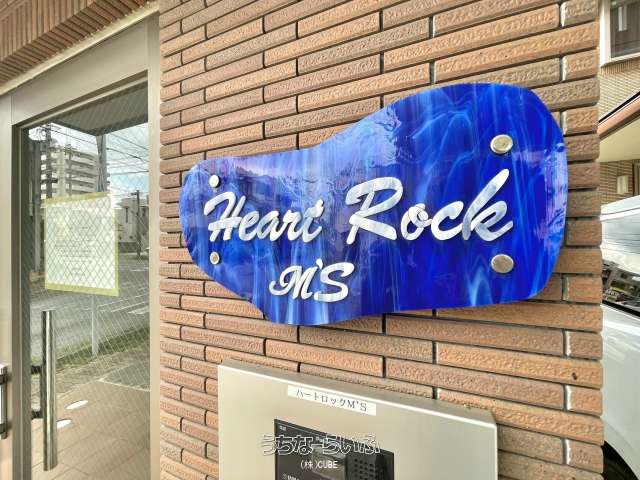 Heart Rock
M'S
ハートロックM'S
うちなーらいふ
(株)CUBE